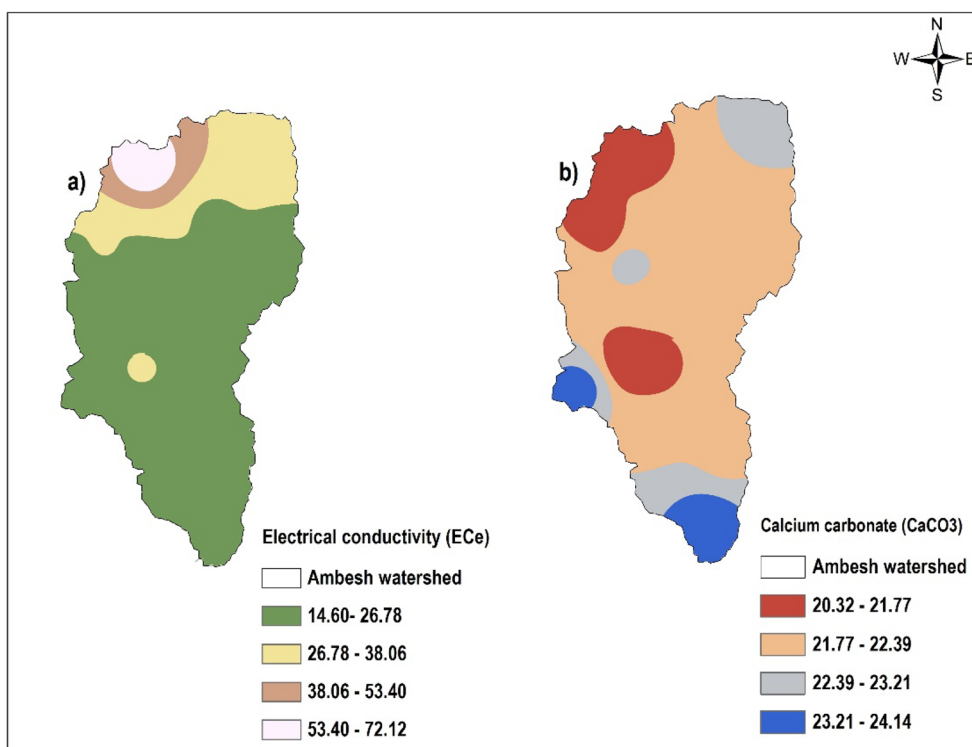 N
W E
S
a)
b)
Electrical conductivity (ECe)
Ambesh watershed
14.60- 26.78
26.78 - 38.06
38.06 - 53.40
53.40 - 72.12
Calcium carbonate (CaCO3)
Ambesh watershed
20.32 - 21.77
21.77 - 22.39
22.39 - 23.21
23.21 - 24.14